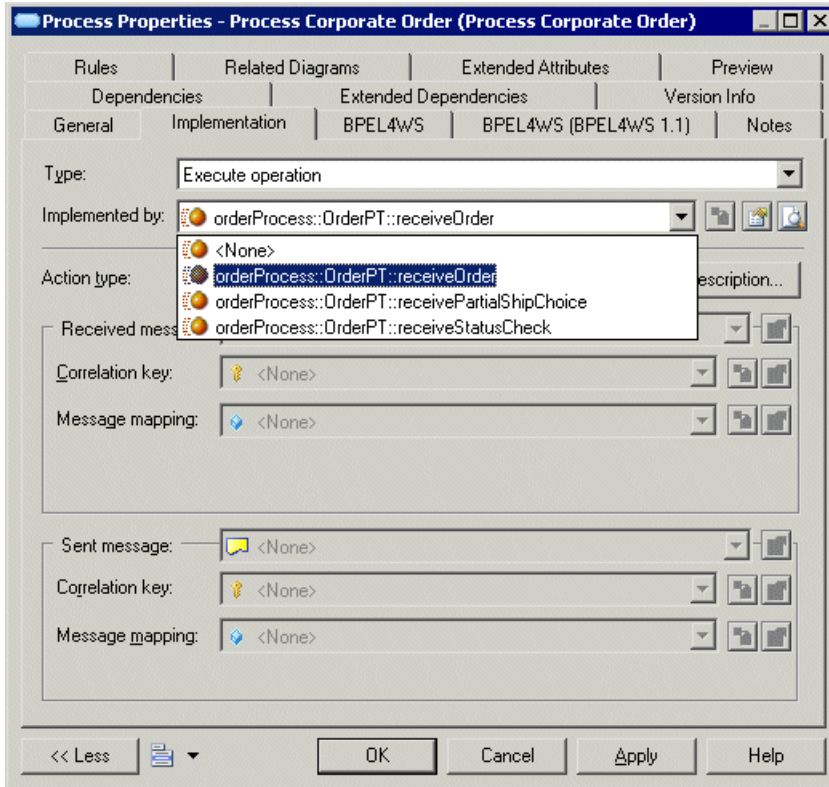 Process Properties - Process Corporate Order (Process Corporate Order)
Rules Related Diagrams Extended Attributes Preview
Dependencies Extended Dependencies Version Info
General Implementation BPEL4WS BPEL4WS (BPEL4WS 1.1) Notes
Type: Execute operation
Implemented by: orderProcess::OrderPT::receiveOrder
<None>
Action type: orderProcess::OrderPT::receiveOrder escription...
orderProcess::OrderPT::receivePartialShipChoice
Received mess orderProcess::OrderPT::receiveStatusCheck
Correlation key: <None>
Message mapping: <None>
Sent message: <None>
Correlation key: <None>
Message mapping: <None>
<< Less OK Cancel Apply Help